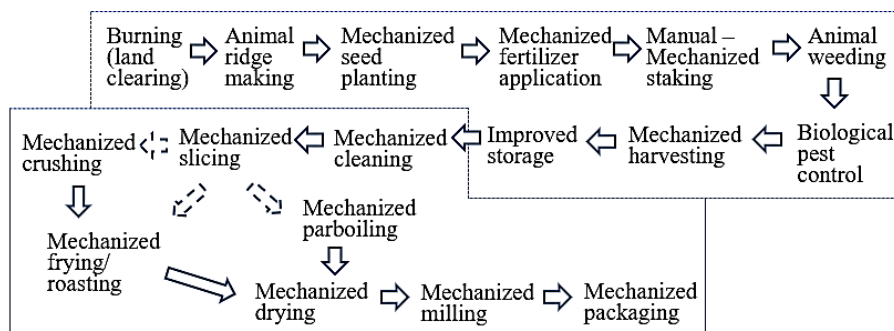 Burning
(land
clearing)
Animal
ridge
making
Mechanized
seed
planting
Mechanized
fertilizer
application
Manual –
Mechanized
staking
Animal
weeding
Biological
pest
control
Mechanized
harvesting
Improved
storage
Mechanized
cleaning
Mechanized
slicing
Mechanized
crushing
Mechanized
parboiling
Mechanized
frying/
roasting
Mechanized
drying
Mechanized
milling
Mechanized
packaging